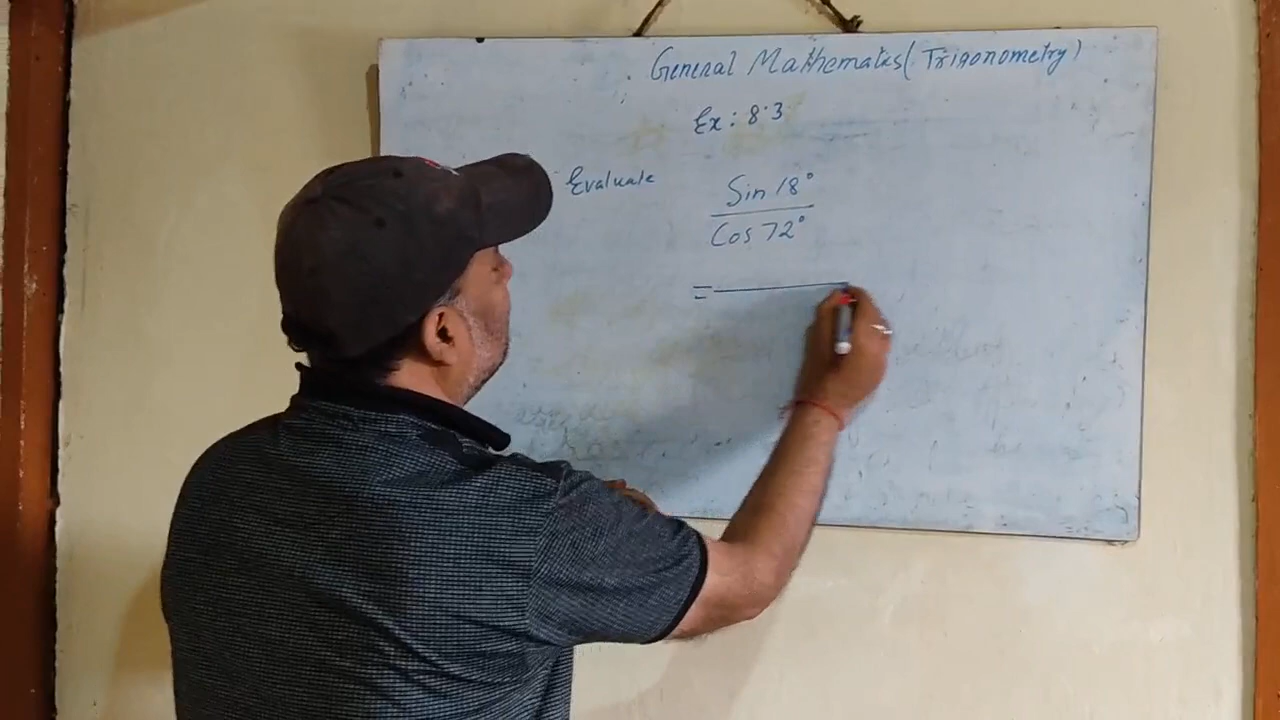 General Mathematics (Trigonometry)
Ex: 8.3
Evaluate
Sin 18°
Cos 72°
=